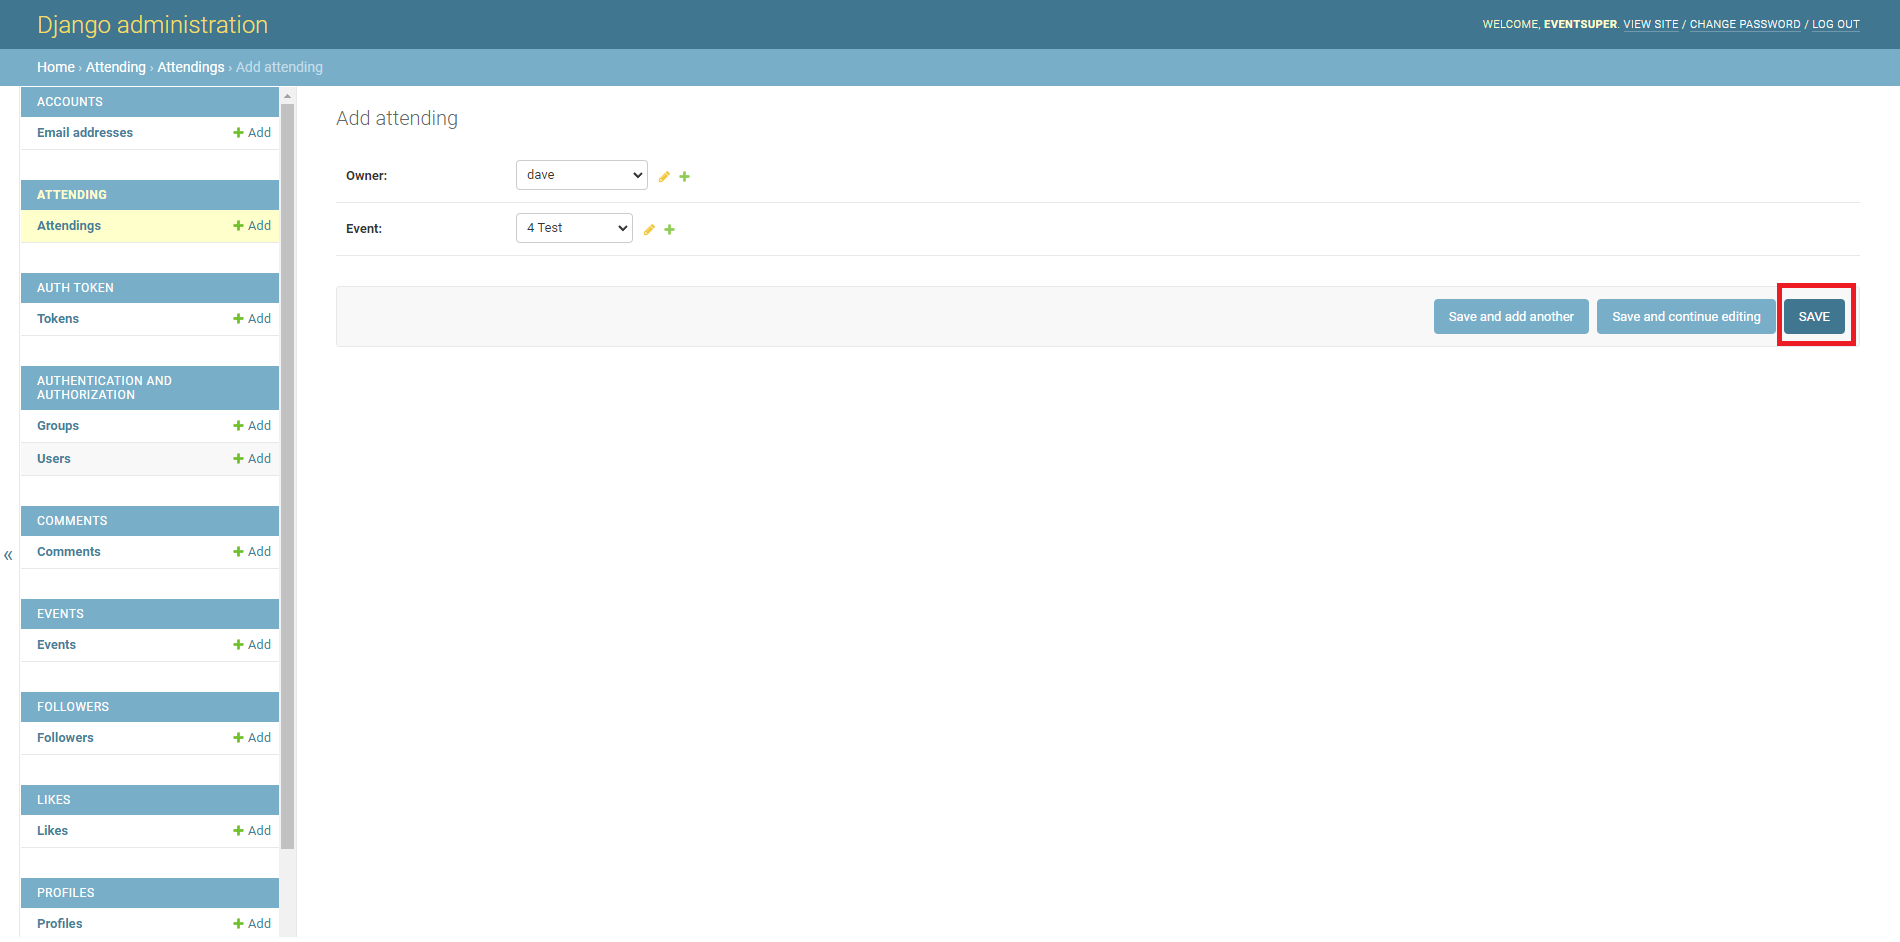 Django administration
WELCOME, EVENTSUPER. VIEW SITE / CHANGE PASSWORD / LOG OUT
Home › Attending › Attendings › Add attending
ACCOUNTS
Email addresses
Add
ATTENDING
Attendings
Add
AUTH TOKEN
Tokens
Add
AUTHENTICATION AND
AUTHORIZATION
Groups
Add
Users
Add
COMMENTS
Comments
Add
EVENTS
Events
Add
FOLLOWERS
Followers
Add
LIKES
Likes
Add
PROFILES
Profiles
Add
«
Add attending
Owner:
dave
Event:
4 Test
Save and add another
Save and continue editing
SAVE